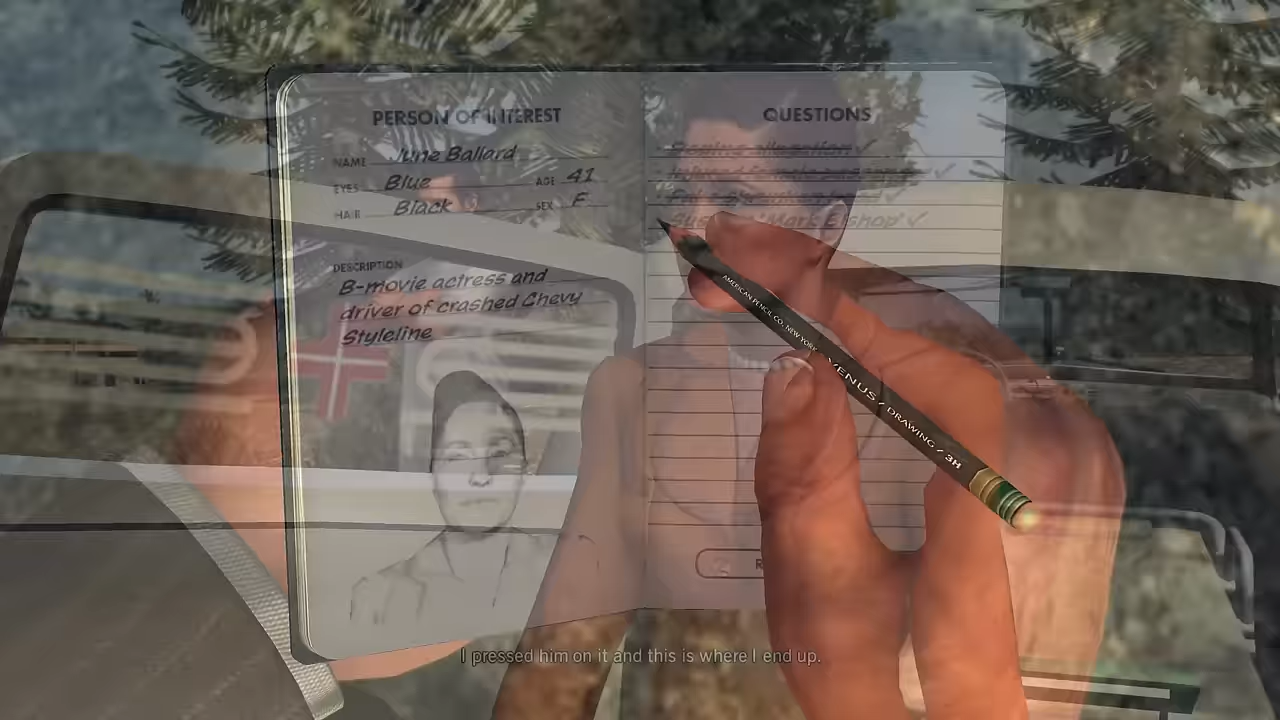 PERSON OF INTEREST
NAME June Ballard
EYES Blue AGE 41
HAIR Black SEX F
DESCRIPTION
B-movie actress and
driver of crashed Chevy
Styleline
QUESTIONS
'Mark Bishop' ✓
AMERICAN PENCIL CO. NEW YORK VENUS / DRAWING / 3H
I pressed him on it and this is where I end up.